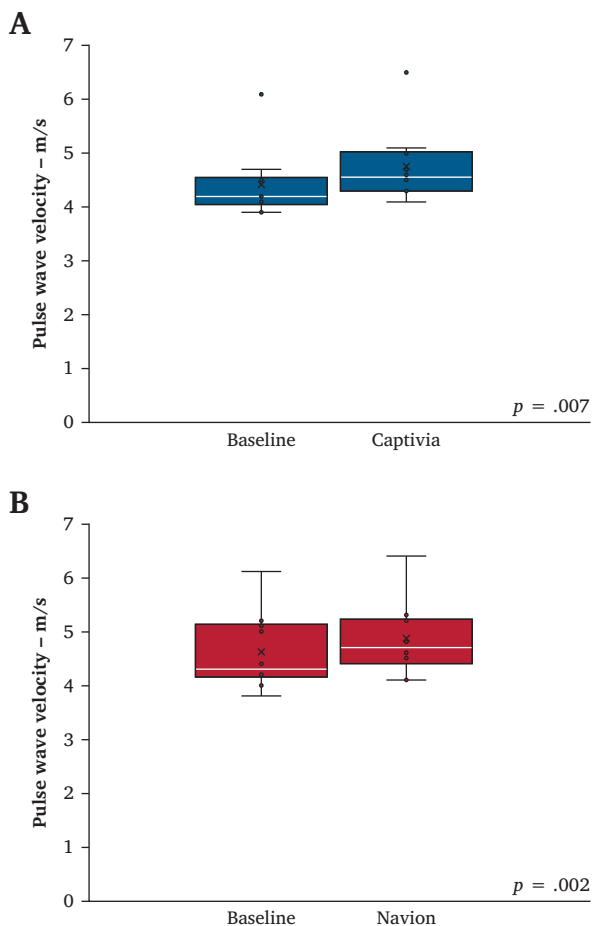 A
Pulse wave velocity – m/s
7
6
5
4
3
2
1
0
p = .007
Baseline
Captivia
B
Pulse wave velocity – m/s
7
6
5
4
3
2
1
0
p = .002
Baseline
Navion